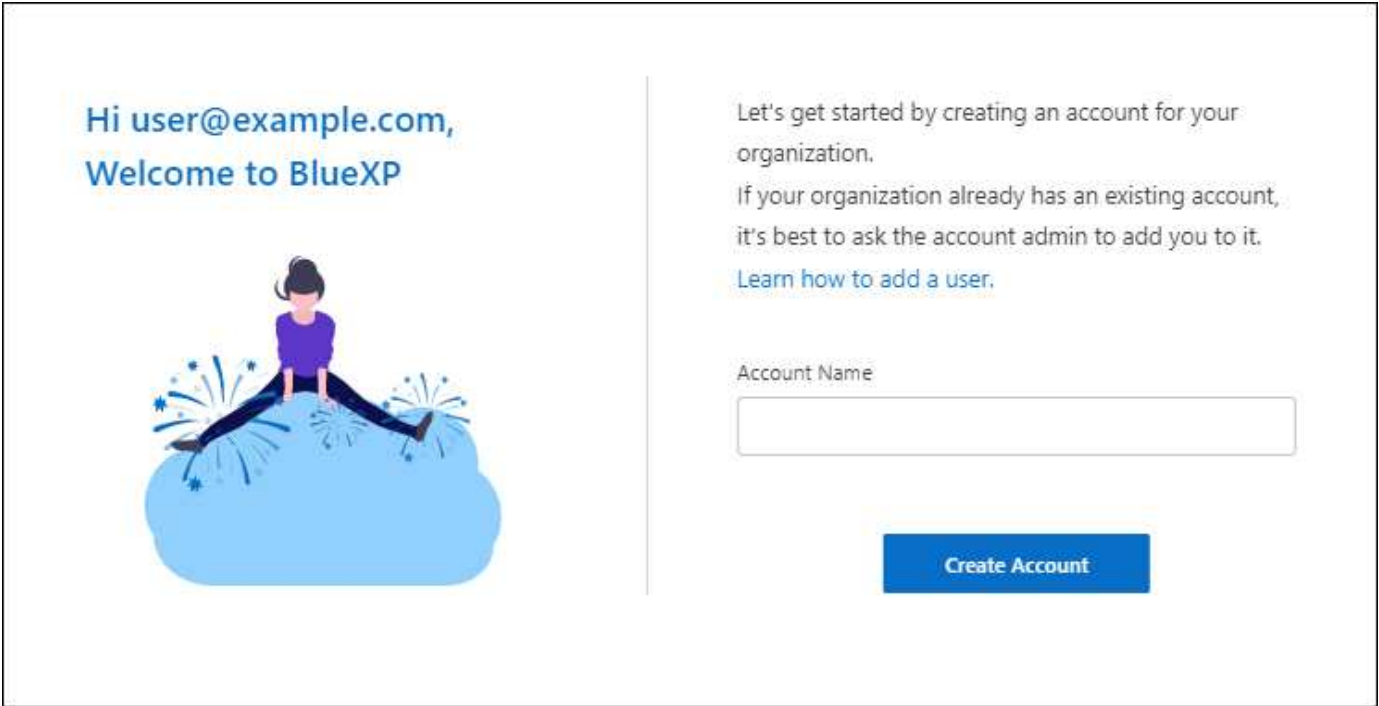 Hi user@example.com,
Welcome to BlueXP
Let's get started by creating an account for your
organization.
If your organization already has an existing account,
it's best to ask the account admin to add you to it.
Learn how to add a user.
Account Name
Create Account